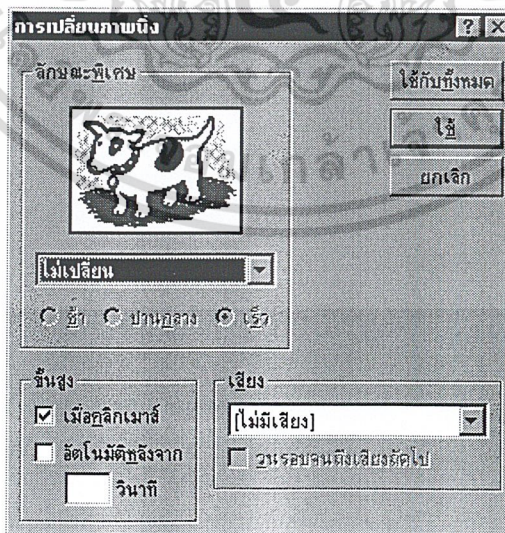 การเปลี่ยนภาพนิ่ง
ลักษณะพิเศษ
ใช้กับทั้งหมด
ใช้
ยกเลิก
ไม่เปลี่ยน
ช้า ปานกลาง เร็ว
ขั้นสูง
เมื่อคลิกเมาส์
อัตโนมัติหลังจาก
วินาที
เสียง
[ไม่มีเสียง]
วนรอบจนถึงเสียงถัดไป